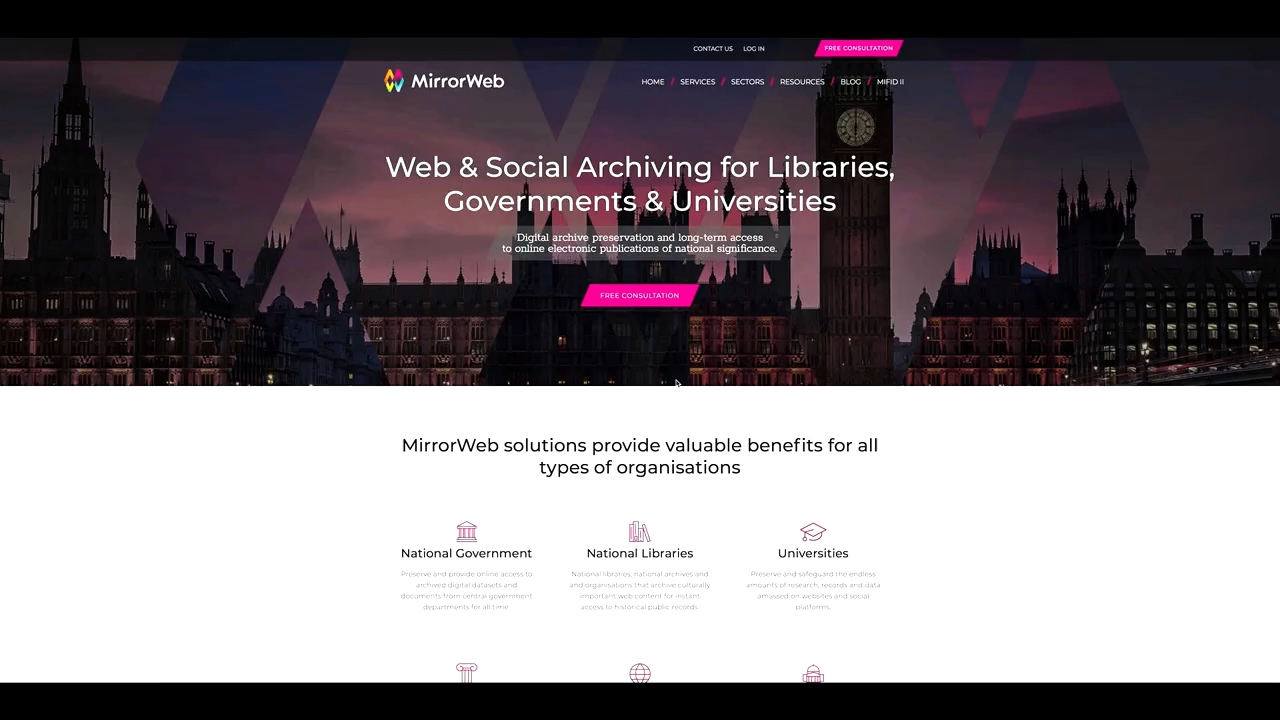 CONTACT US LOG IN FREE CONSULTATION
MirrorWeb HOME / SERVICES / SECTORS / RESOURCES / BLOG / MIFID II
Web & Social Archiving for Libraries,
Governments & Universities
Digital archive preservation and long-term access
to online electronic publications of national significance.
FREE CONSULTATION
MirrorWeb solutions provide valuable benefits for all
types of organisations
National Government
Preserve and provide online access to
archived digital datasets and
documents from central government
departments for all time
National Libraries
National libraries, national archives and
and organisations that archive culturally
important web content for instant
access to historical public records.
Universities
Preserve and safeguard the endless
amounts of research, records and data
amassed on websites and social
platforms.